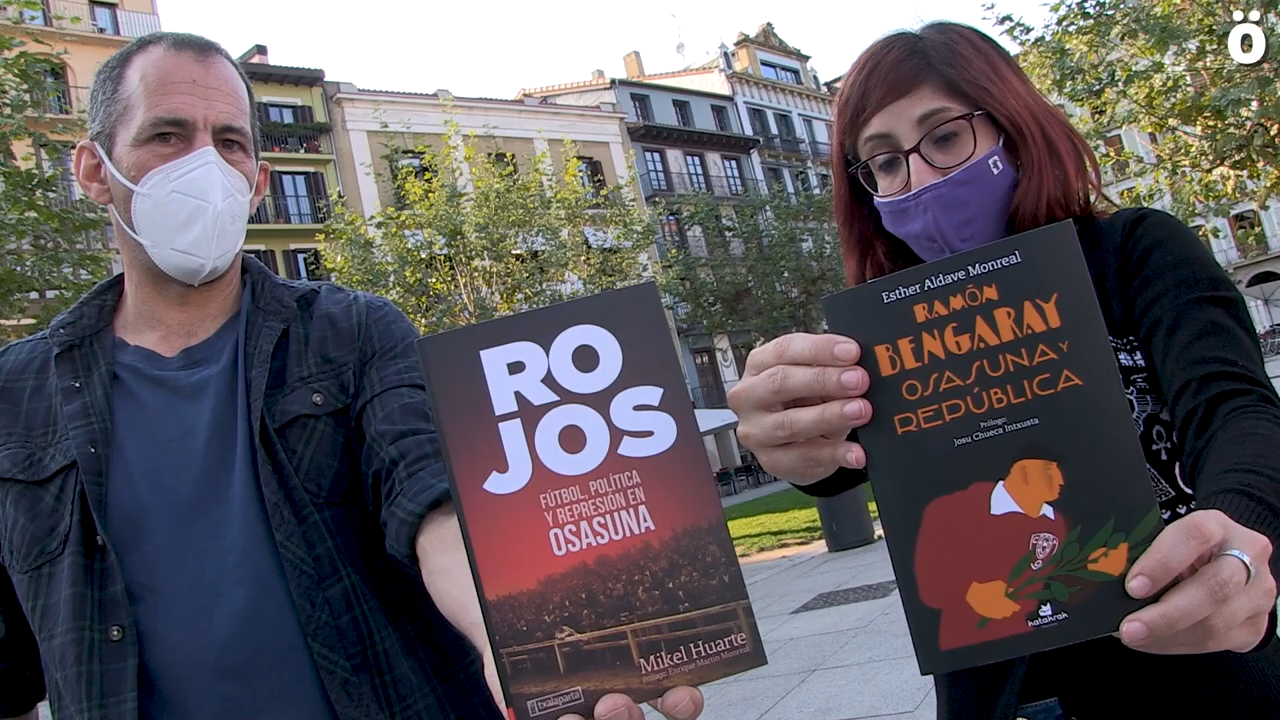 ö
RO
JOS
FÚTBOL, POLÍTICA
Y REPRESIÓN EN
OSASUNA
Mikel Huarte
Prólogo: Enrique Martín Monreal
txalaparta
Esther Aldave Monreal
RAMÓN
BENGARAY
OSASUNA Y
REPÚBLICA
Prólogo:
Josu Chueca Intxusta
katakrak